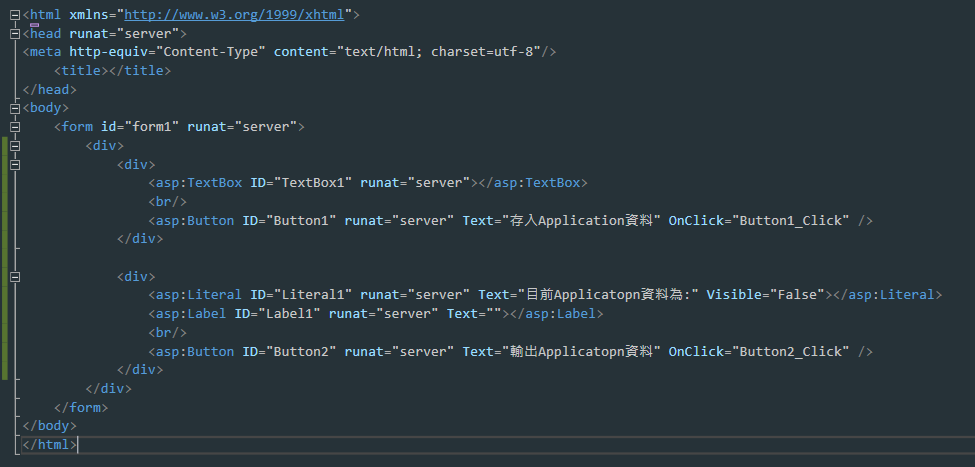 <html xmlns="http://www.w3.org/1999/xhtml">
<head runat="server">
<meta http-equiv="Content-Type" content="text/html; charset=utf-8"/>
    <title></title>
</head>
<body>
    <form id="form1" runat="server">
        <div>
            <div>
                <asp:TextBox ID="TextBox1" runat="server"></asp:TextBox>
                <br/>
                <asp:Button ID="Button1" runat="server" Text="存入Application資料" OnClick="Button1_Click" />
            </div>
            <div>
                <asp:Literal ID="Literal1" runat="server" Text="目前Applicatopn資料為:" Visible="False"></asp:Literal>
                <asp:Label ID="Label1" runat="server" Text=""></asp:Label>
                <br/>
                <asp:Button ID="Button2" runat="server" Text="輸出Applicatopn資料" OnClick="Button2_Click" />
            </div>
        </div>
    </form>
</body>
</html>